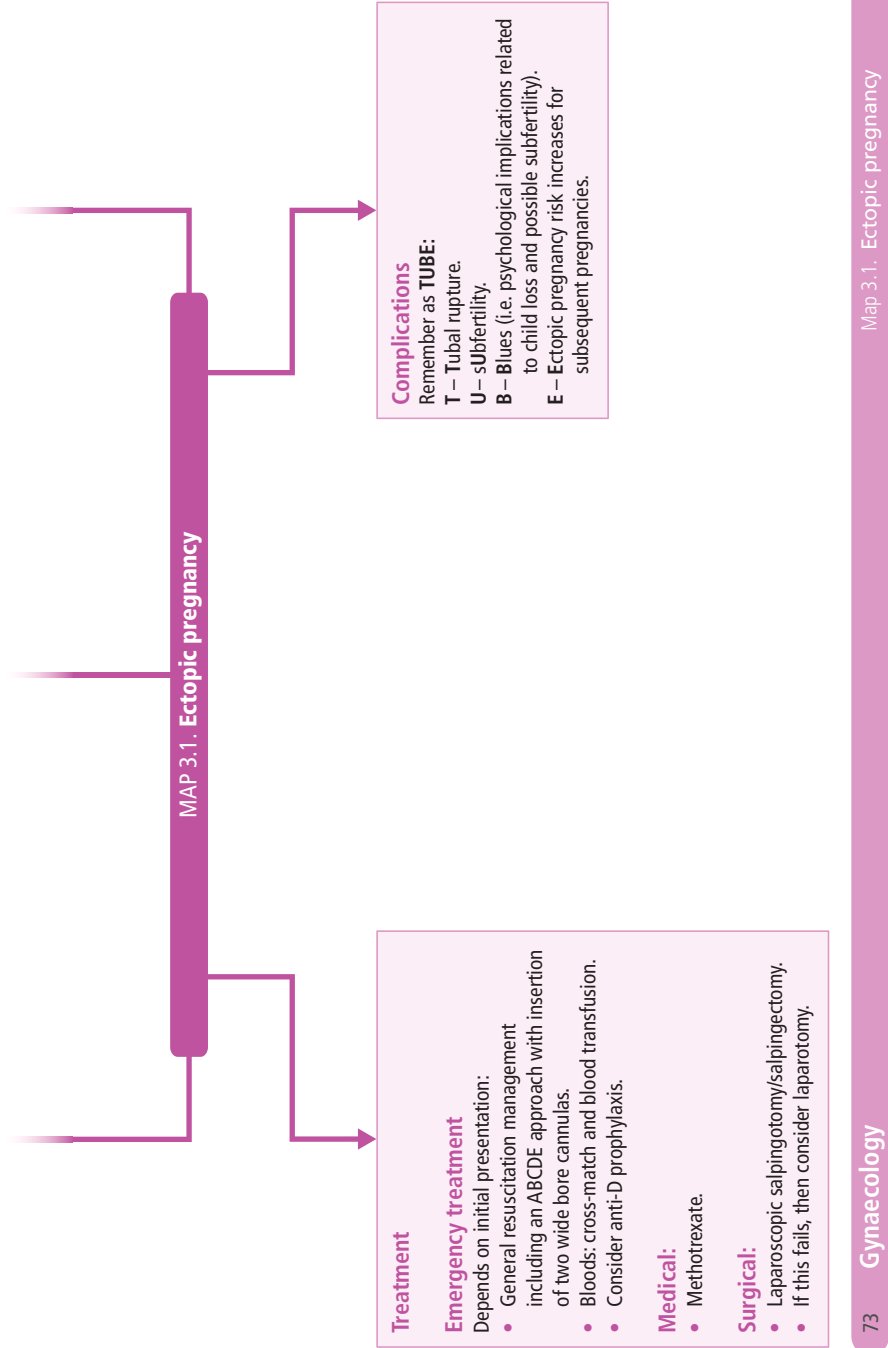 MAP 3.1. Ectopic pregnancy
Treatment
Emergency treatment
Depends on initial presentation:
• General resuscitation management
including an ABCDE approach with insertion
of two wide bore cannulas.
• Bloods: cross-match and blood transfusion.
• Consider anti-D prophylaxis.
Medical:
• Methotrexate.
Surgical:
• Laparoscopic salpingotomy/salpingectomy.
• If this fails, then consider laparotomy.
Complications
Remember as TUBE:
T – Tubal rupture.
U – sUbfertility.
B – Blues (i.e. psychological implications related
to child loss and possible subfertility).
E – Ectopic pregnancy risk increases for
subsequent pregnancies.
73 Gynaecology
Map 3.1. Ectopic pregnancy